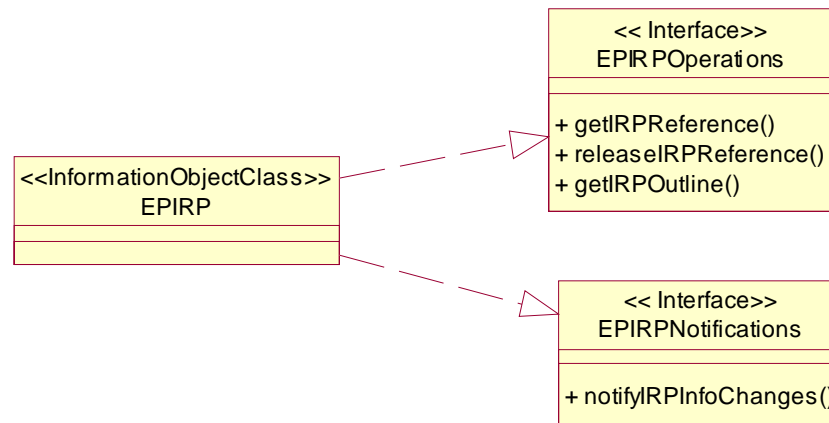 << Interface>>
EPIRPOperations
+ getIRPReference()
+ releaseIRPReference()
+ getIRPOutline()
<<InformationObjectClass>>
EPIRP
<< Interface>>
EPIRPNotifications
+ notifyIRPInfoChanges()